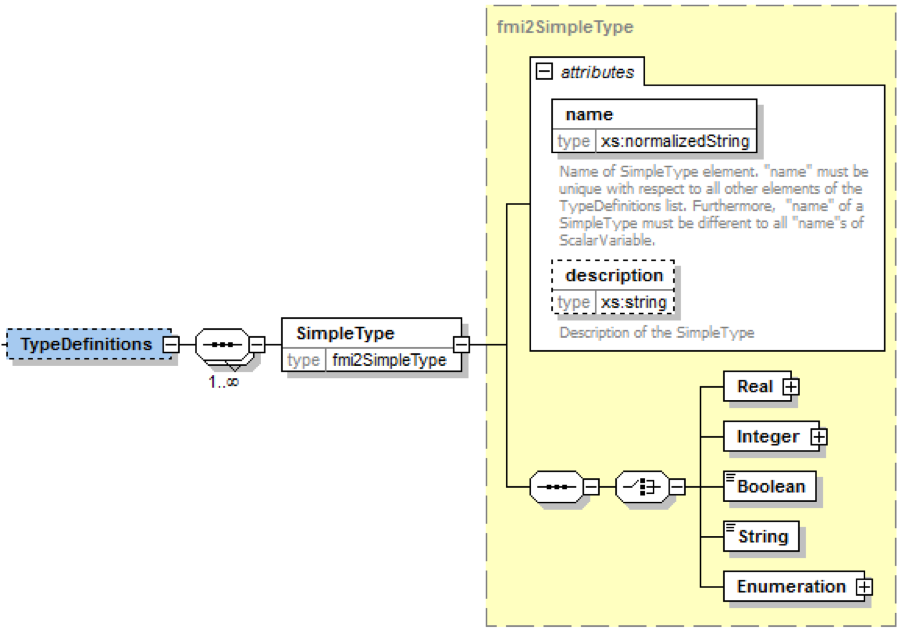 fmi2SimpleType
attributes
name
type xs:normalizedString
Name of SimpleType element. "name" must be
unique with respect to all other elements of the
TypeDefinitions list. Furthermore, "name" of a
SimpleType must be different to all "name"s of
ScalarVariable.
description
type xs:string
Description of the SimpleType
TypeDefinitions
1..∞
SimpleType
type fmi2SimpleType
Real
Integer
Boolean
String
Enumeration